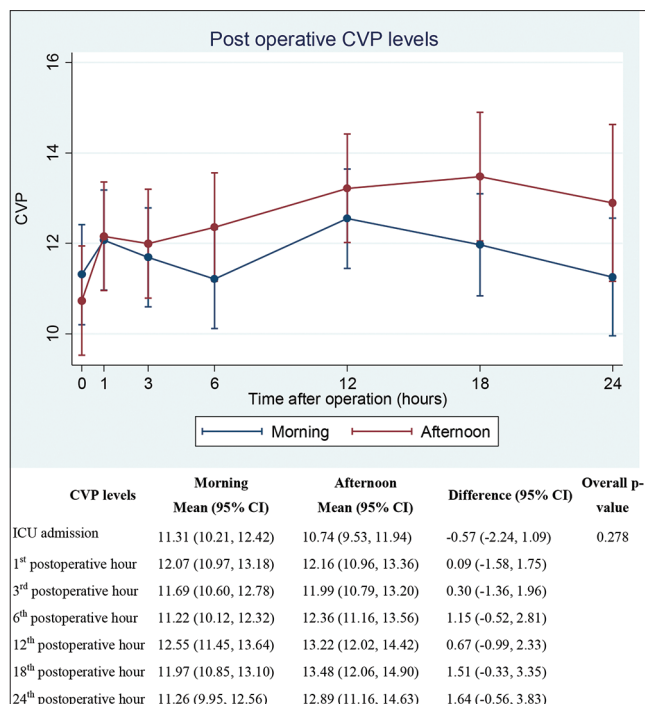 Post operative CVP levels
16
14
12
10
CVP
0 1 3 6 12 18 24
Time after operation (hours)
Morning Afternoon
CVP levels Morning Mean (95% CI) Afternoon Mean (95% CI) Difference (95% CI) Overall p-value
ICU admission 11.31 (10.21, 12.42) 10.74 (9.53, 11.94) -0.57 (-2.24, 1.09) 0.278
1st postoperative hour 12.07 (10.97, 13.18) 12.16 (10.96, 13.36) 0.09 (-1.58, 1.75)
3rd postoperative hour 11.69 (10.60, 12.78) 11.99 (10.79, 13.20) 0.30 (-1.36, 1.96)
6th postoperative hour 11.22 (10.12, 12.32) 12.36 (11.16, 13.56) 1.15 (-0.52, 2.81)
12th postoperative hour 12.55 (11.45, 13.64) 13.22 (12.02, 14.42) 0.67 (-0.99, 2.33)
18th postoperative hour 11.97 (10.85, 13.10) 13.48 (12.06, 14.90) 1.51 (-0.33, 3.35)
24th postoperative hour 11.26 (9.95, 12.56) 12.89 (11.16, 14.63) 1.64 (-0.56, 3.83)